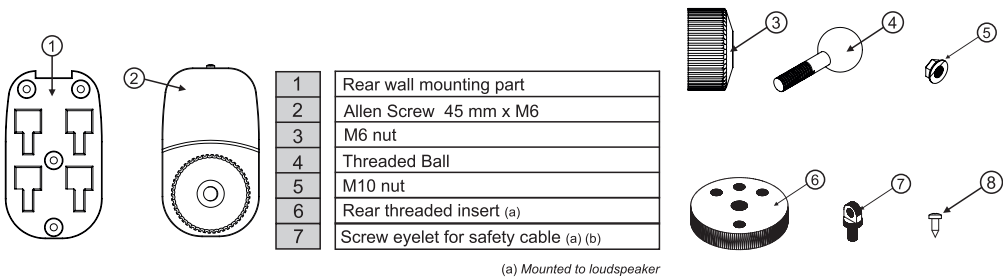 1
2
1 Rear wall mounting part
2 Allen Screw 45 mm x M6
3 M6 nut
4 Threaded Ball
5 M10 nut
6 Rear threaded insert (a)
7 Screw eyelet for safety cable (a) (b)
(a) Mounted to loudspeaker
3
4
5
6
7
8